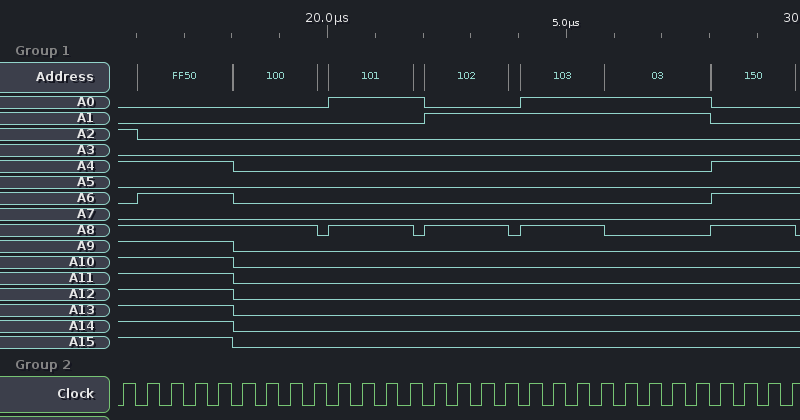 20.0µs 5.0µs 30
Group 1
Address FF50 100 101 102 103 03 150
A0
A1
A2
A3
A4
A5
A6
A7
A8
A9
A10
A11
A12
A13
A14
A15
Group 2
Clock